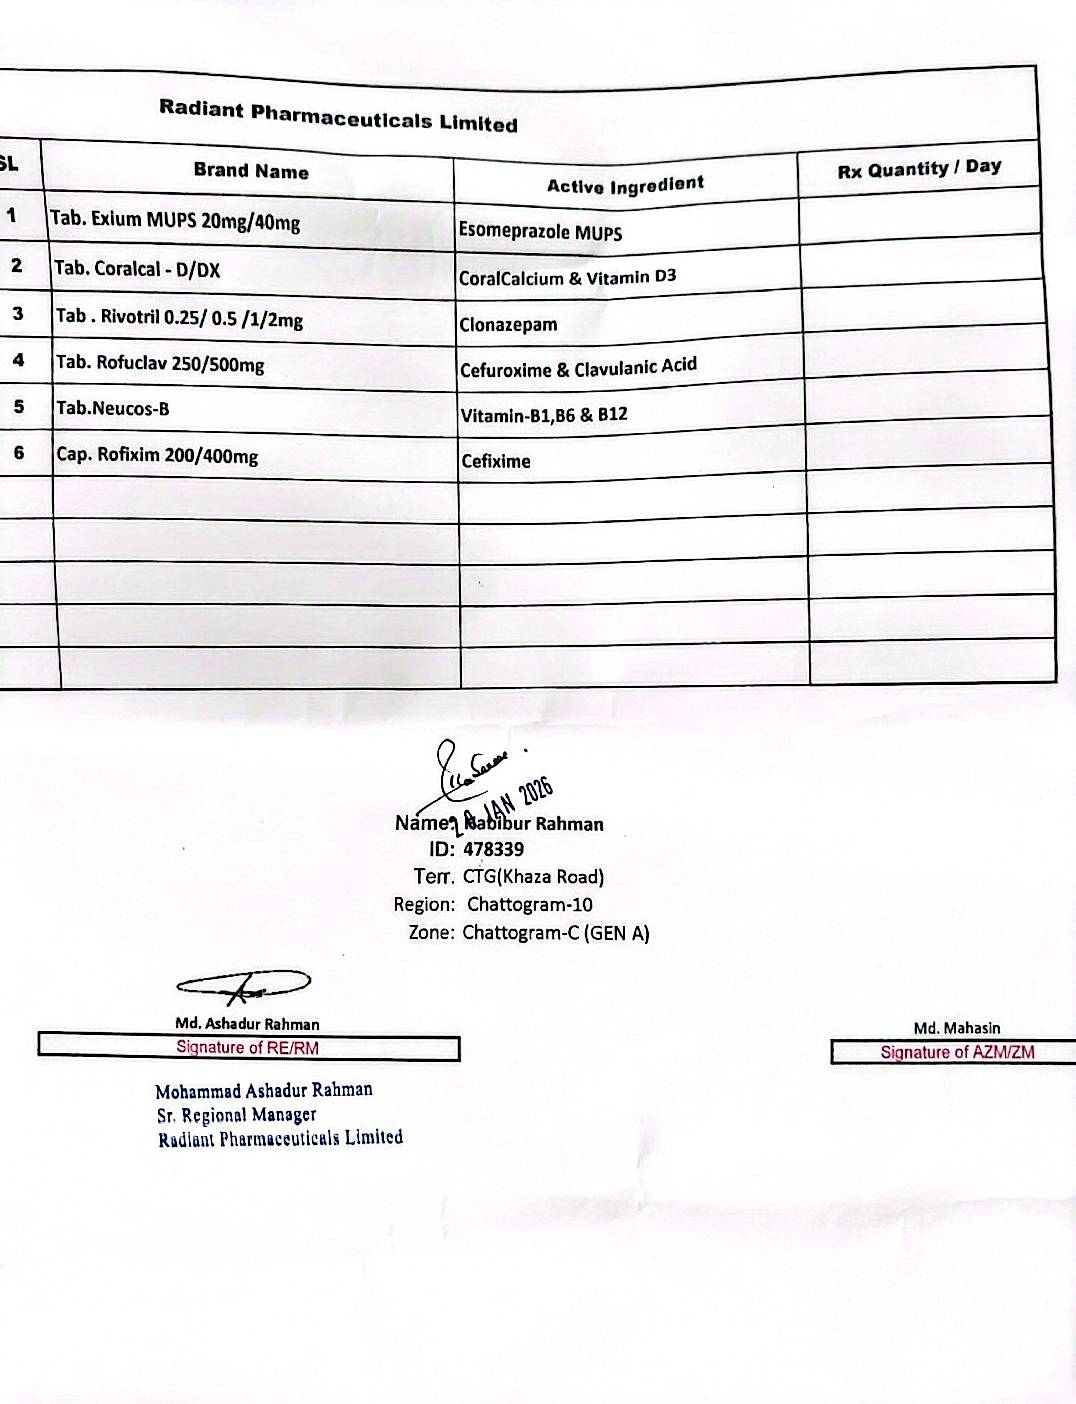 Radiant Pharmaceuticals Limited
SL Brand Name Active Ingredient Rx Quantity / Day
1 Tab. Exium MUPS 20mg/40mg Esomeprazole MUPS
2 Tab. Coralcal - D/DX CoralCalcium & Vitamin D3
3 Tab . Rivotril 0.25/ 0.5 /1/2mg Clonazepam
4 Tab. Rofuclav 250/500mg Cefuroxime & Clavulanic Acid
5 Tab.Neucos-B Vitamin-B1,B6 & B12
6 Cap. Rofixim 200/400mg Cefixime
JAN 2026
Name: Habibur Rahman
ID: 478339
Terr. CTG(Khaza Road)
Region: Chattogram-10
Zone: Chattogram-C (GEN A)
Md. Ashadur Rahman
Signature of RE/RM
Md. Mahasin
Signature of AZM/ZM
Mohammad Ashadur Rahman
Sr. Regional Manager
Radiant Pharmaceuticals Limited